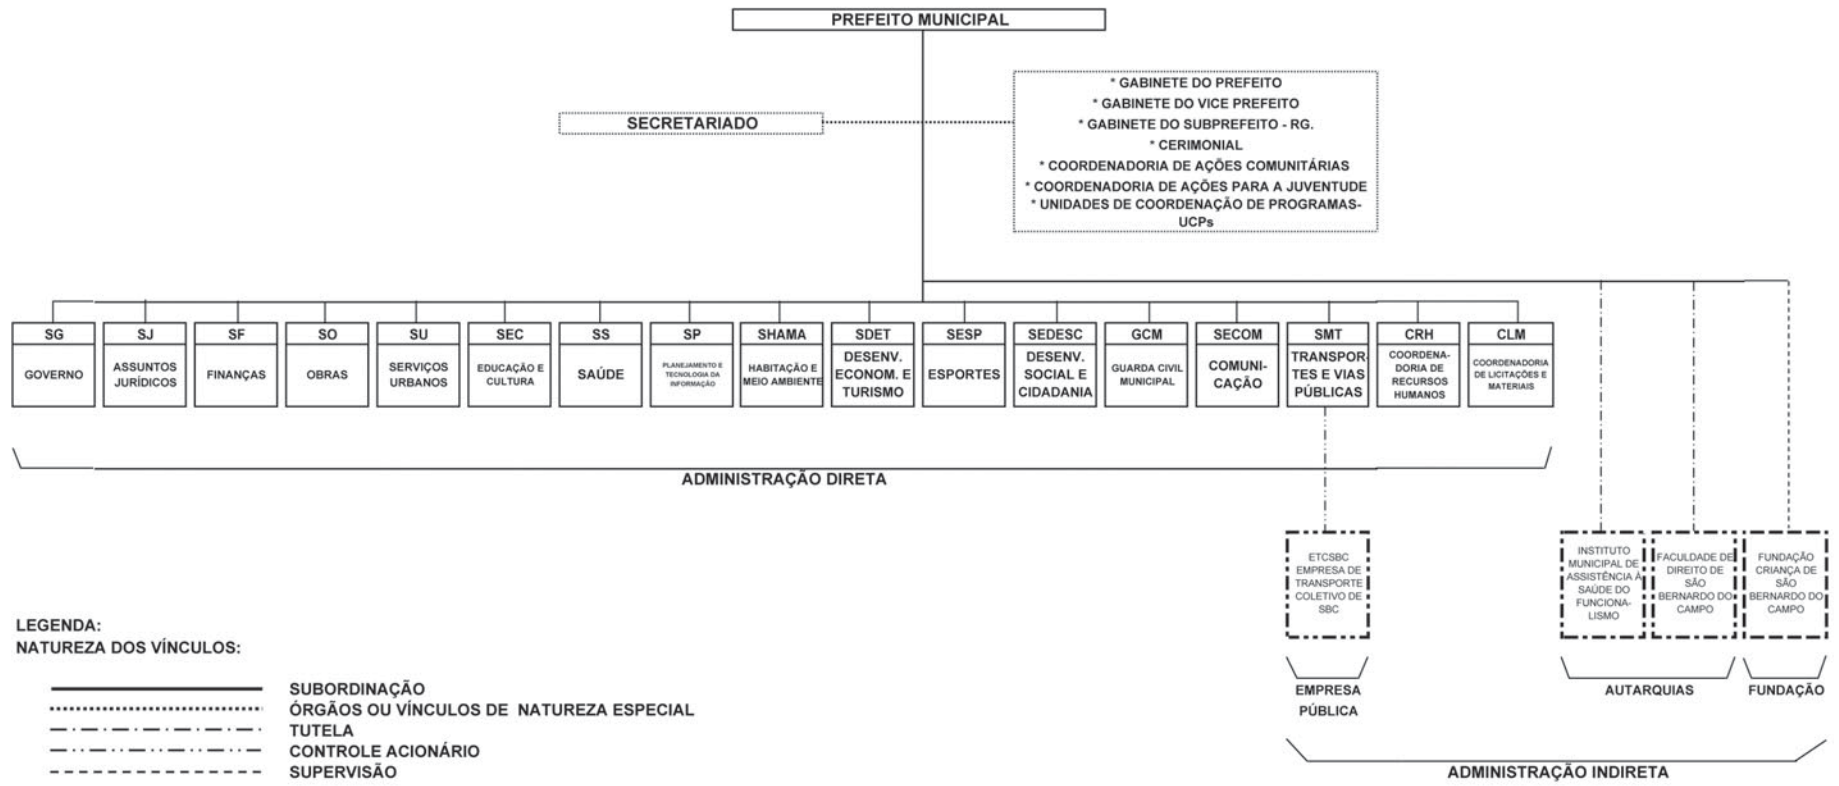 PREFEITO MUNICIPAL
SECRETARIADO
* GABINETE DO PREFEITO
* GABINETE DO VICE PREFEITO
* GABINETE DO SUBPREFEITO - RG.
* CERIMONIAL
* COORDENADORIA DE AÇÕES COMUNITÁRIAS
* COORDENADORIA DE AÇÕES PARA A JUVENTUDE
* UNIDADES DE COORDENAÇÃO DE PROGRAMAS-
UCPs
SG
GOVERNO
SJ
ASSUNTOS
JURÍDICOS
SF
FINANÇAS
SO
OBRAS
SU
SERVIÇOS
URBANOS
SEC
EDUCAÇÃO E
CULTURA
SS
SAÚDE
SP
PLANEJAMENTO E
TECNOLOGIA DA
INFORMAÇÃO
SHAMA
HABITAÇÃO E
MEIO AMBIENTE
SDET
DESENV.
ECONOM. E
TURISMO
SESP
ESPORTES
SEDESC
DESENV.
SOCIAL E
CIDADANIA
GCM
GUARDA CIVIL
MUNICIPAL
SECOM
COMUNI-
CAÇÃO
SMT
TRANSPOR-
TES E VIAS
PÚBLICAS
CRH
COORDENA-
DORIA DE
RECURSOS
HUMANOS
CLM
COORDENADORIA
DE LICITAÇÕES E
MATERIAIS
ADMINISTRAÇÃO DIRETA
ETCSBC
EMPRESA DE
TRANSPORTE
COLETIVO DE
SBC
INSTITUTO
MUNICIPAL DE
ASSISTÊNCIA À
SAÚDE DO
FUNCIONA-
LISMO
FACULDADE DE
DIREITO DE
SÃO
BERNARDO DO
CAMPO
FUNDAÇÃO
CRIANÇA DE
SÃO
BERNARDO DO
CAMPO
EMPRESA
PÚBLICA
AUTARQUIAS
FUNDAÇÃO
ADMINISTRAÇÃO INDIRETA
LEGENDA:
NATUREZA DOS VÍNCULOS:
SUBORDINAÇÃO
ÓRGÃOS OU VÍNCULOS DE NATUREZA ESPECIAL
TUTELA
CONTROLE ACIONÁRIO
SUPERVISÃO